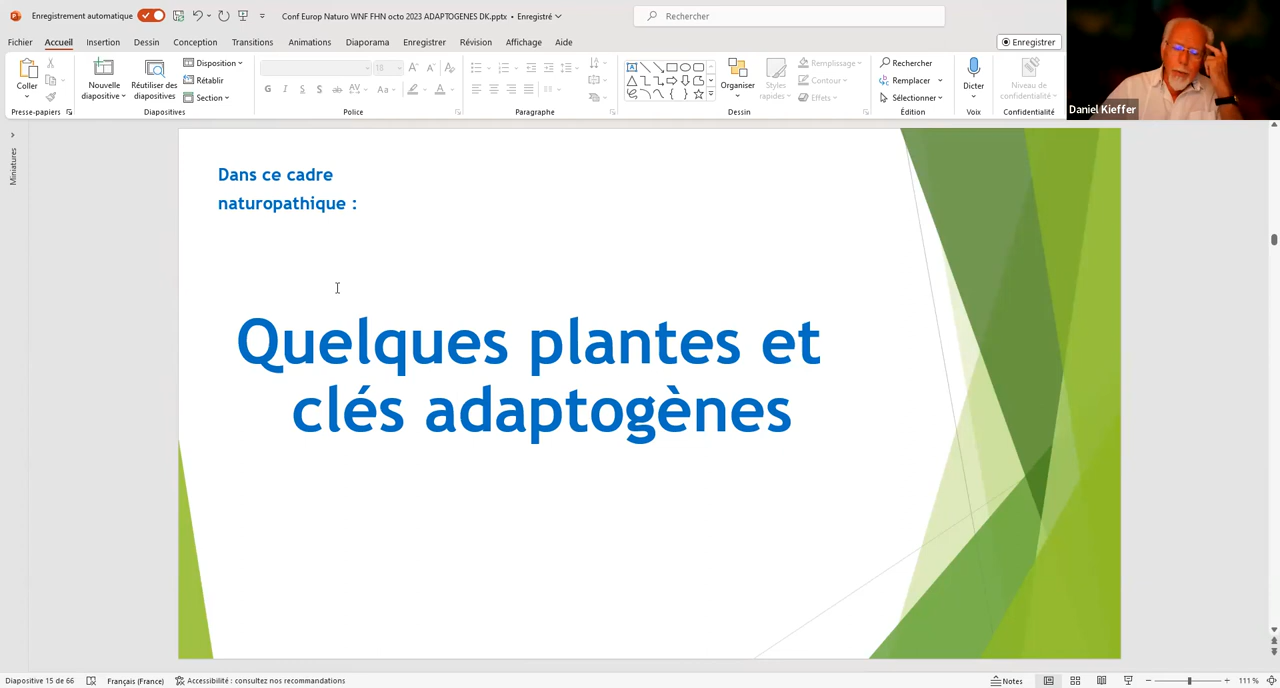 Enregistrement automatique
Conf Europ Naturo WNF FHN octo 2023 ADAPTOGENES DK.pptx • Enregistré
Rechercher
Fichier Accueil Insertion Dessin Conception Transitions Animations Diaporama Enregistrer Révision Affichage Aide
Enregistrer
Coller
Nouvelle diapositive
Réutiliser des diapositives
Disposition
Rétablir
Section
18
G I S S ab AV Aa A
Organiser
Styles rapides
Remplissage
Contour
Effets
Rechercher
Remplacer
Sélectionner
Dicter
Niveau de confidentialité
Presse-papiers Diapositives Police Paragraphe Dessin Édition Voix Confidentialité
Daniel Kieffer
Miniatures
Dans ce cadre
naturopathique :
Quelques plantes et
clés adaptogènes
Diapositive 15 de 66 Français (France) Accessibilité : consultez nos recommandations Notes 111 %